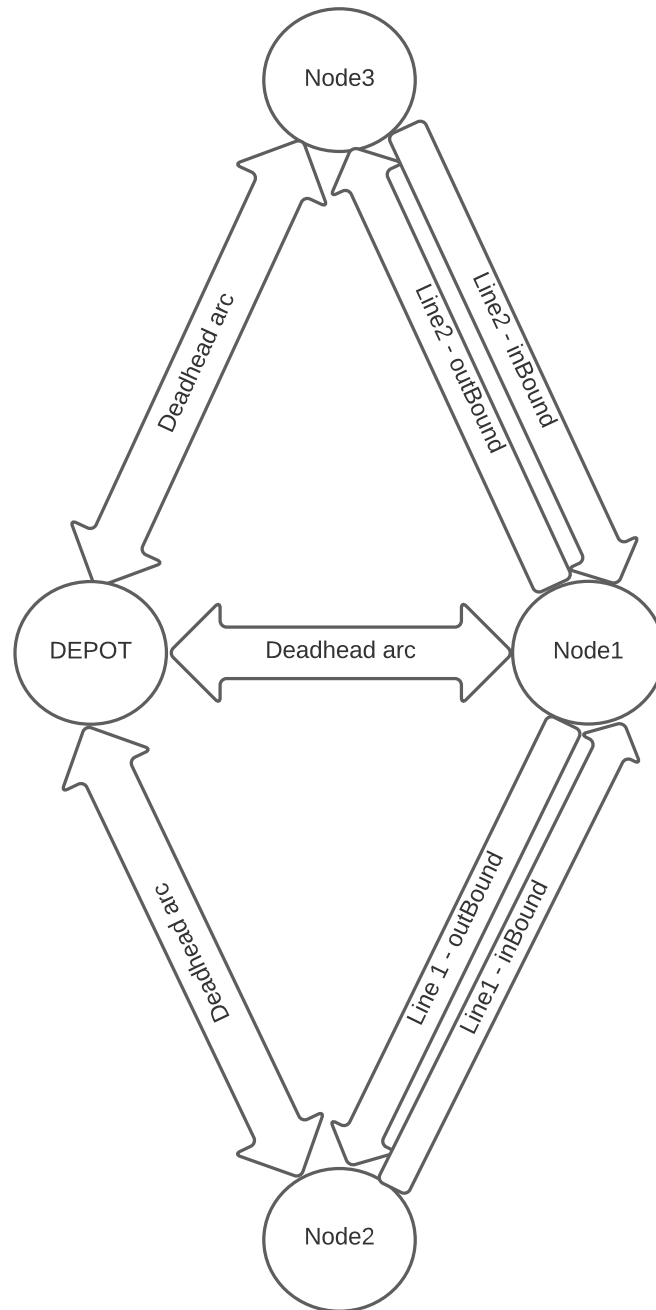 Node3
Deadhead arc
Line2 - outBound
Line2 - inBound
DEPOT
Deadhead arc
Node1
Deadhead arc
Line 1 - outBound
Line1 - inBound
Node2